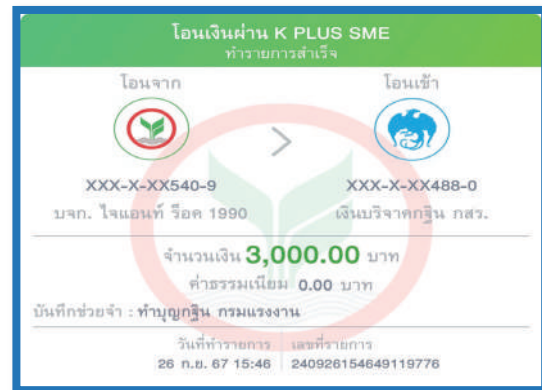 โอนเงินผ่าน K PLUS SME
ทำรายการสำเร็จ
โอนจาก
โอนเข้า
XXX-X-XX540-9
XXX-X-XX488-0
บจก. ไจแอนท์ ร็อค 1990
เงินบริจาคกฐิน กสร.
จำนวนเงิน 3,000.00 บาท
ค่าธรรมเนียม 0.00 บาท
บันทึกช่วยจำ : ทำบุญกฐิน กรมแรงงาน
วันที่ทำรายการ เลขที่รายการ
26 ก.ย. 67 15:46 240926154649119776